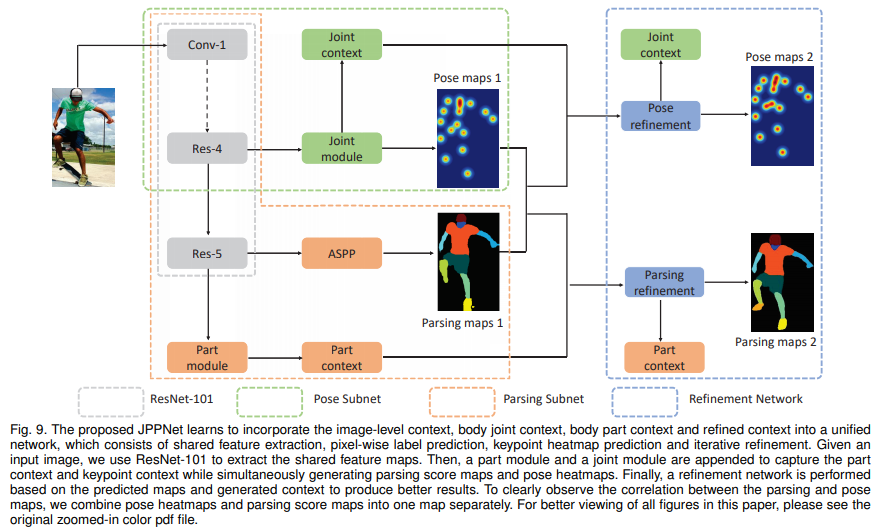 Conv-1
Joint
context
Pose maps 1
Joint
context
Pose maps 2
Pose
refinement
Res-4
Joint
module
Res-5
ASPP
Parsing maps 1
Parsing
refinement
Parsing maps 2
Part
module
Part
context
Part
context
ResNet-101
Pose Subnet
Parsing Subnet
Refinement Network
Fig. 9. The proposed JPPNet learns to incorporate the image-level context, body joint context, body part context and refined context into a unified
network, which consists of shared feature extraction, pixel-wise label prediction, keypoint heatmap prediction and iterative refinement. Given an
input image, we use ResNet-101 to extract the shared feature maps. Then, a part module and a joint module are appended to capture the part
context and keypoint context while simultaneously generating parsing score maps and pose heatmaps. Finally, a refinement network is performed
based on the predicted maps and generated context to produce better results. To clearly observe the correlation between the parsing and pose
maps, we combine pose heatmaps and parsing score maps into one map separately. For better viewing of all figures in this paper, please see the
original zoomed-in color pdf file.